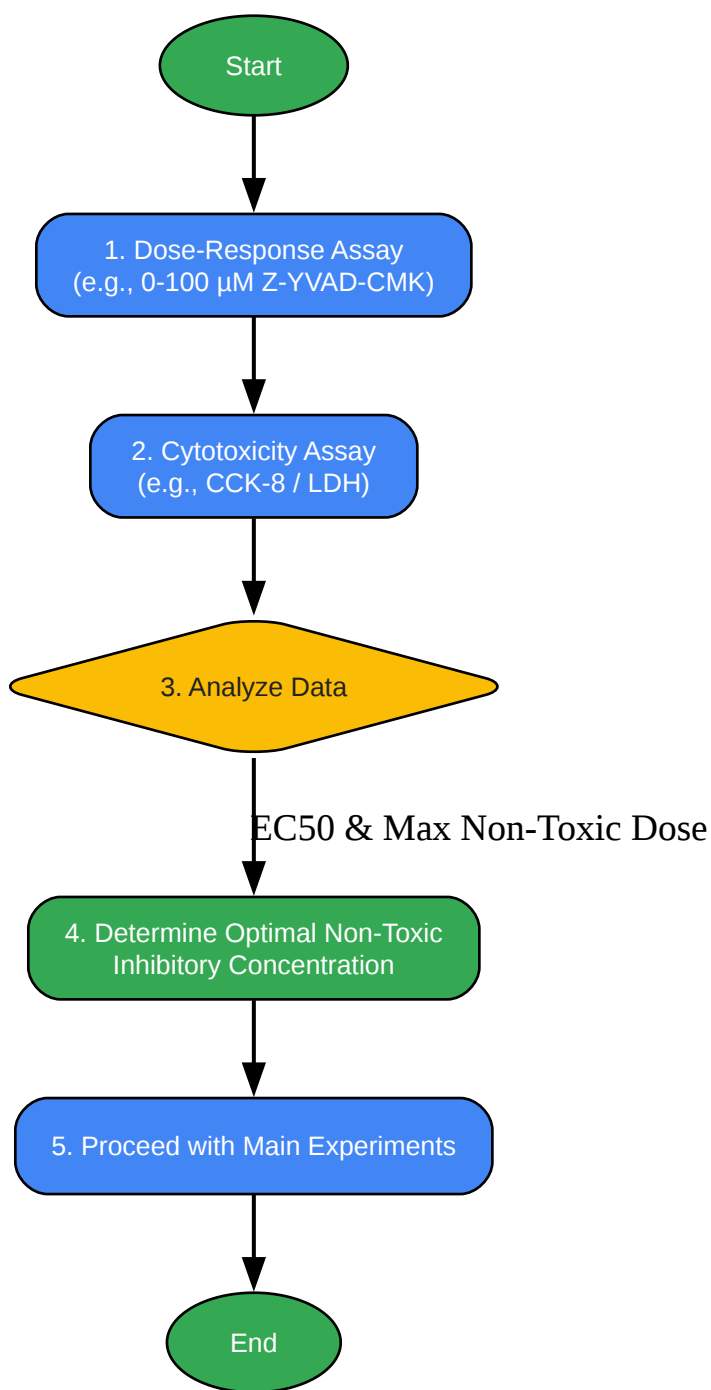 Start
1. Dose-Response Assay
(e.g., 0-100 µM Z-YVAD-CMK)
2. Cytotoxicity Assay
(e.g., CCK-8 / LDH)
3. Analyze Data
EC50 & Max Non-Toxic Dose
4. Determine Optimal Non-Toxic
Inhibitory Concentration
5. Proceed with Main Experiments
End